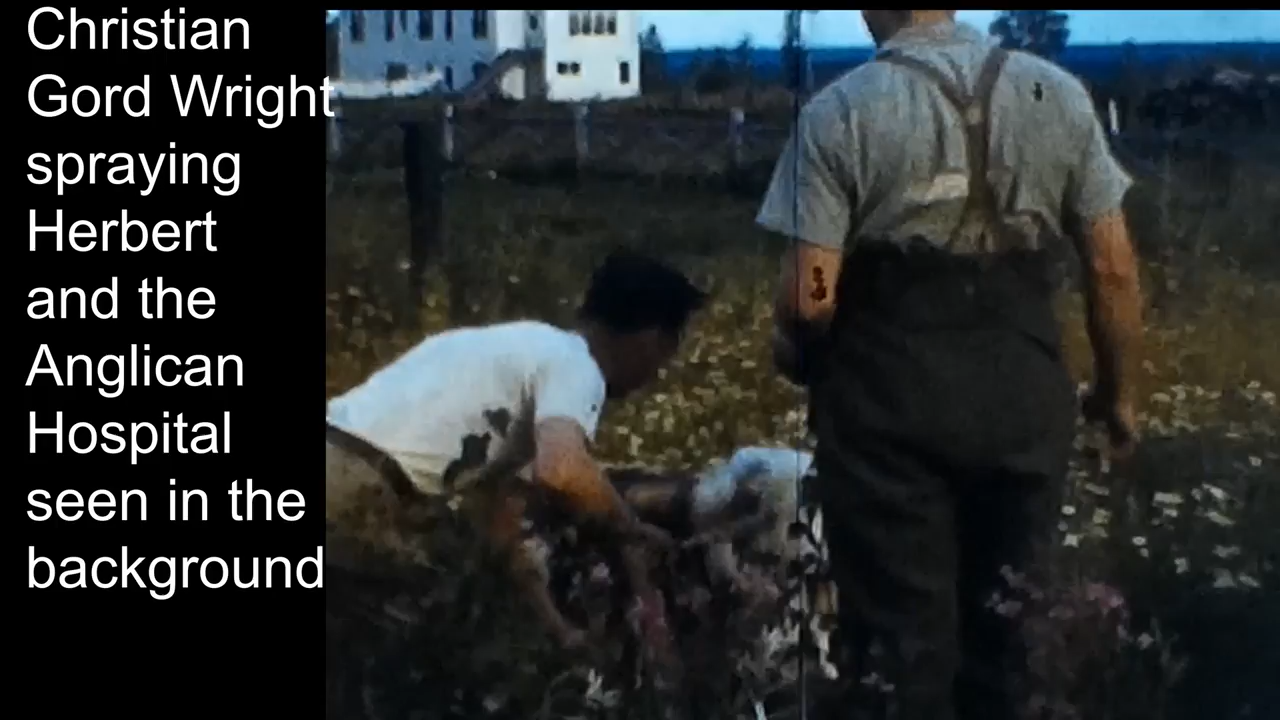 Christian
Gord Wright
spraying
Herbert
and the
Anglican
Hospital
seen in the
background